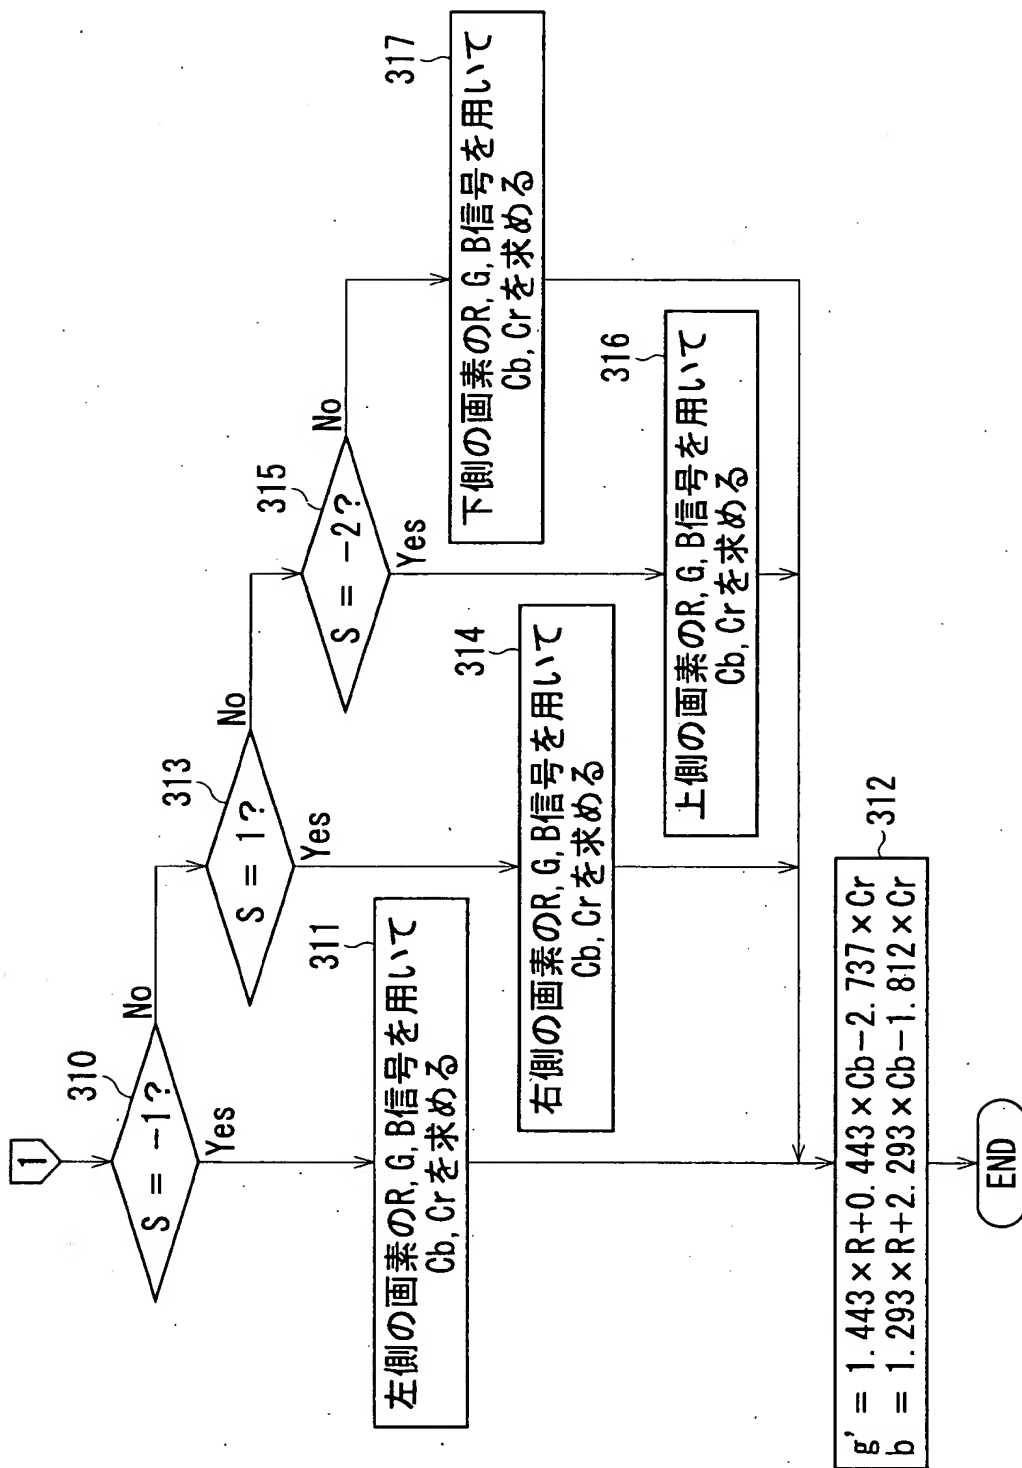 1
310
S = -1?
No
Yes
311
左側の画素のR, G, B信号を用いて
Cb, Crを求める
313
S = 1?
No
Yes
314
右側の画素のR, G, B信号を用いて
Cb, Crを求める
315
S = -2?
No
Yes
316
上側の画素のR, G, B信号を用いて
Cb, Crを求める
317
下側の画素のR, G, B信号を用いて
Cb, Crを求める
312
g' = 1.443×R+0.443×Cb-2.737×Cr
b = 1.293×R+2.293×Cb-1.812×Cr
END